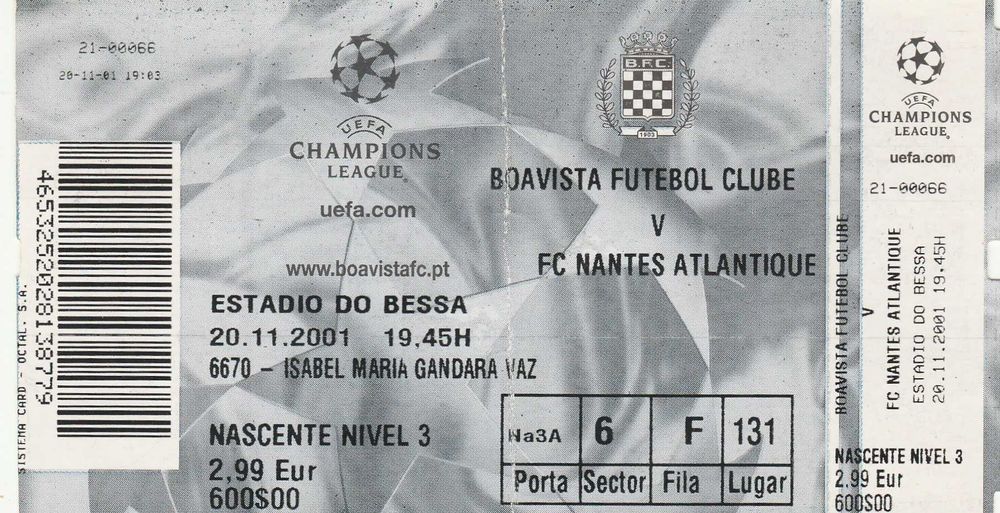 21-00066
20-11-01 19:03
4653252028138779
SISTEMA CARD - OCTAL, S.A.
UEFA
CHAMPIONS
LEAGUE®
uefa.com
www.boavistafc.pt
B.F.C.
1903
BOAVISTA FUTEBOL CLUBE
V
FC NANTES ATLANTIQUE
ESTADIO DO BESSA
20.11.2001 19,45H
6670 - ISABEL MARIA GANDARA VAZ
NASCENTE NIVEL 3
2,99 Eur
600$00
Na3A 6 F 131
Porta Sector Fila Lugar
UEFA
CHAMPIONS
LEAGUE®
uefa.com
21-00066
BOAVISTA FUTEBOL CLUBE
V
FC NANTES ATLANTIQUE
ESTADIO DO BESSA
20.11.2001 19.45H
NASCENTE NIVEL 3
2,99 Eur
600$00